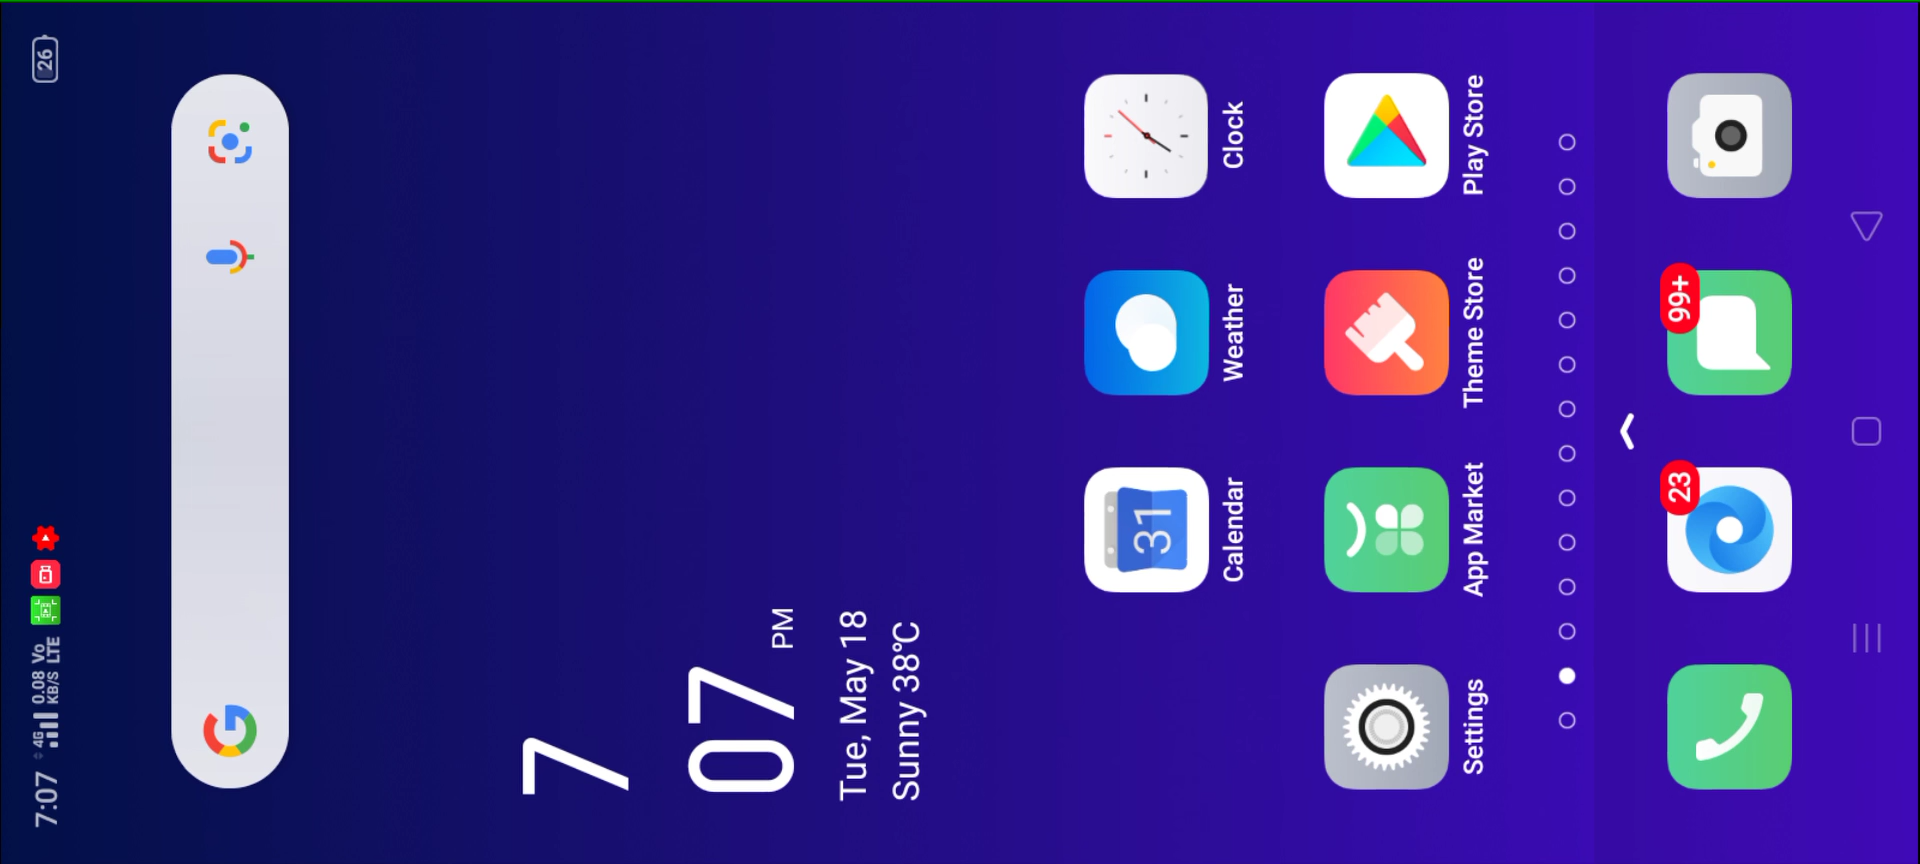 7:07 4G 0.08 KB/S Vo LTE 26
7
07 PM
Tue, May 18
Sunny 38°C
31
Calendar Weather Clock
Settings App Market Theme Store Play Store
23 99+